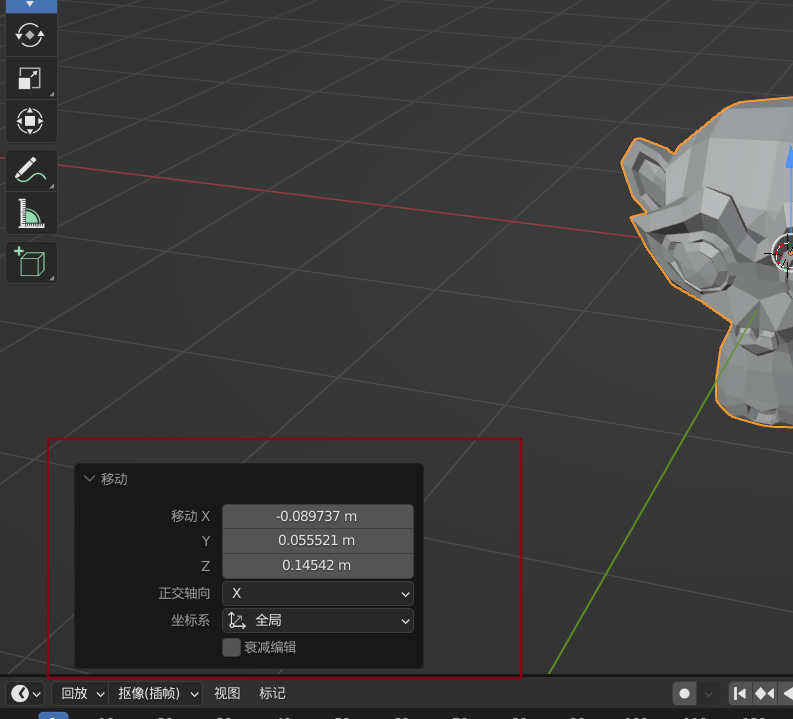 移动
移动 X -0.089737 m
Y 0.055521 m
Z 0.14542 m
正交轴向 X
坐标系 全局
衰减编辑
回放 抠像(插帧) 视图 标记